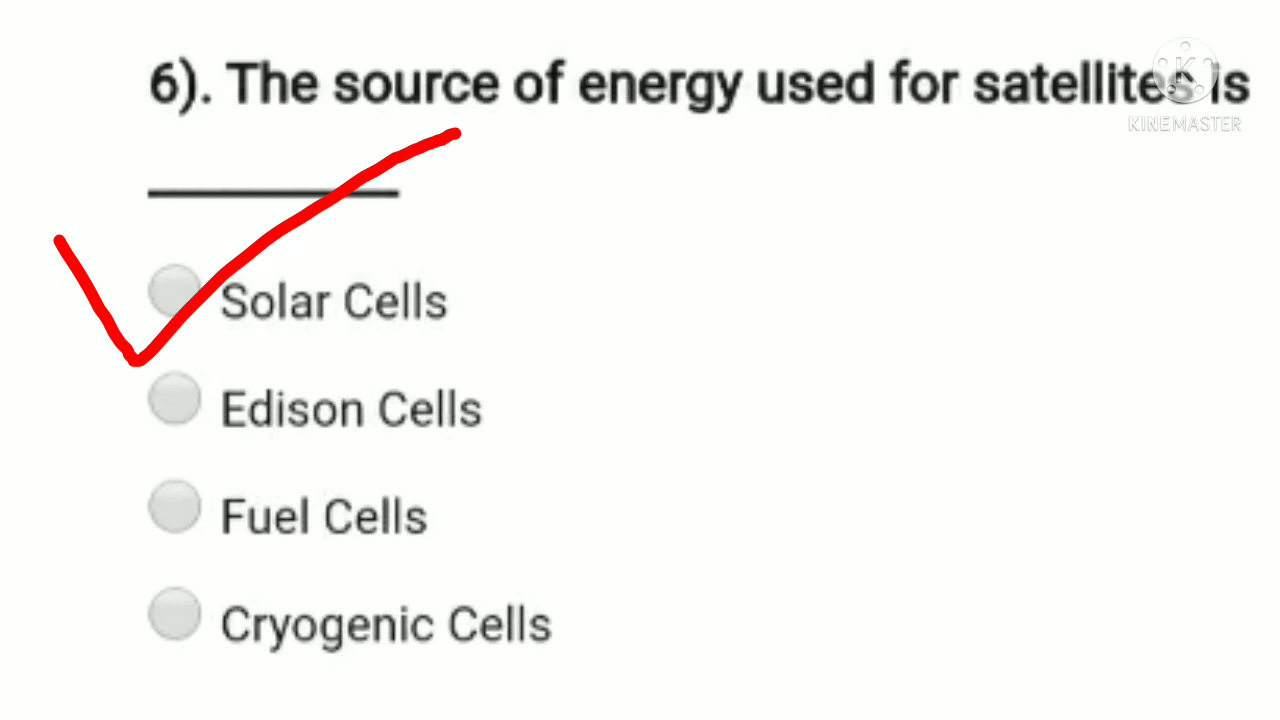 6). The source of energy used for satellites is
K
KINEMASTER
Solar Cells
Edison Cells
Fuel Cells
Cryogenic Cells